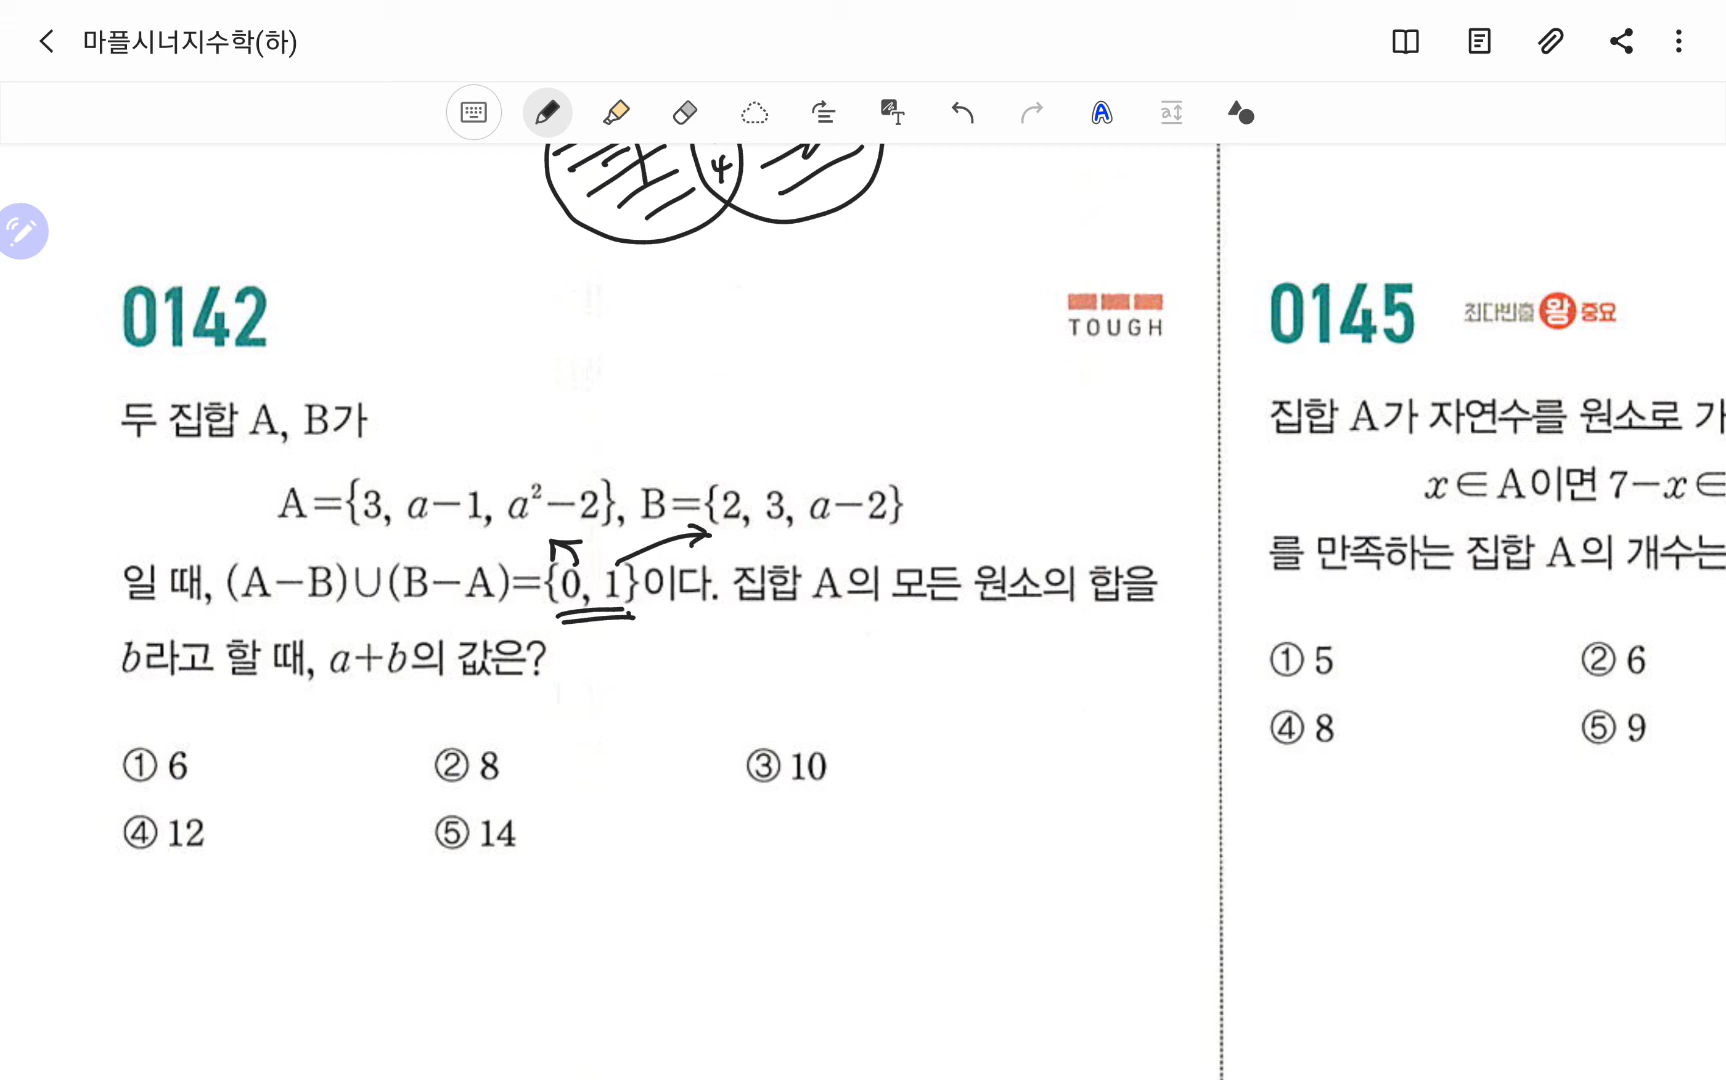 마플시너지수학(하)
4
0142
TOUGH
두 집합 A, B가
A={3, a−1, a²−2}, B={2, 3, a−2}
일 때, (A−B)∪(B−A)={0, 1}이다. 집합 A의 모든 원소의 합을
b라고 할 때, a+b의 값은?
① 6 ② 8 ③ 10
④ 12 ⑤ 14
0145 최다빈출 왕 중요
집합 A가 자연수를 원소로 가
x∈A이면 7−x∈
를 만족하는 집합 A의 개수는
① 5 ② 6
④ 8 ⑤ 9